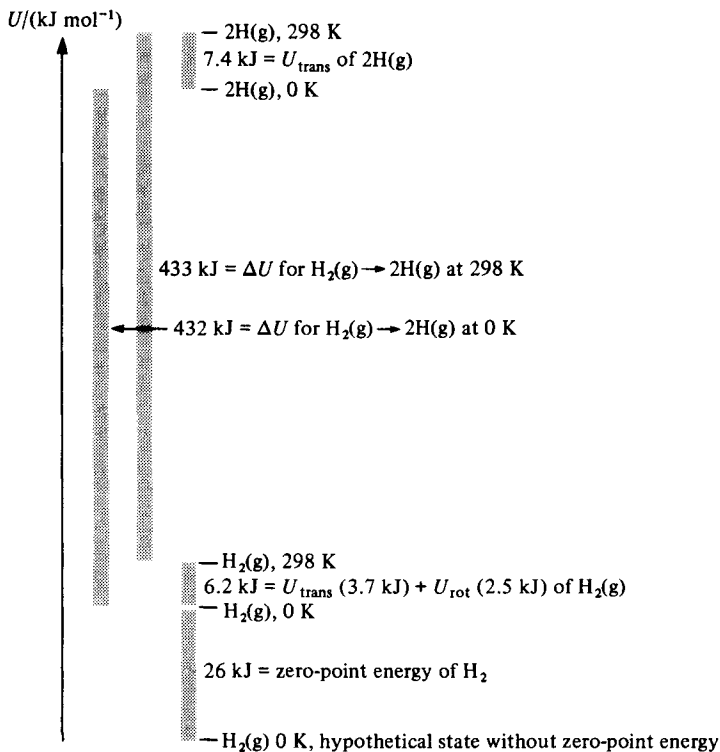 U/(kJ mol⁻¹)
2H(g), 298 K
7.4 kJ = U_trans of 2H(g)
2H(g), 0 K
433 kJ = ΔU for H₂(g) → 2H(g) at 298 K
432 kJ = ΔU for H₂(g) → 2H(g) at 0 K
H₂(g), 298 K
6.2 kJ = U_trans (3.7 kJ) + U_rot (2.5 kJ) of H₂(g)
H₂(g), 0 K
26 kJ = zero-point energy of H₂
H₂(g) 0 K, hypothetical state without zero-point energy